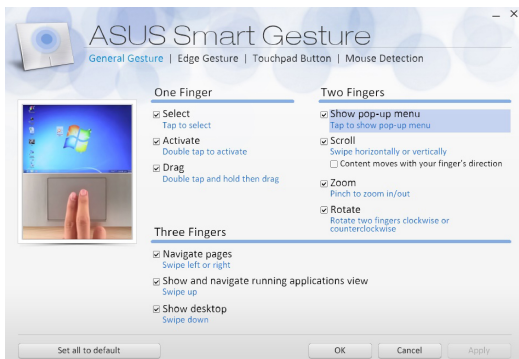 ASUS Smart Gesture
General Gesture | Edge Gesture | Touchpad Button | Mouse Detection
One Finger
Select
Tap to select
Activate
Double tap to activate
Drag
Double tap and hold then drag
Two Fingers
Show pop-up menu
Tap to show pop-up menu
Scroll
Swipe horizontally or vertically
Content moves with your finger's direction
Zoom
Pinch to zoom in/out
Rotate
Rotate two fingers clockwise or
counterclockwise
Three Fingers
Navigate pages
Swipe left or right
Show and navigate running applications view
Swipe up
Show desktop
Swipe down
Set all to default
OK
Cancel
Apply